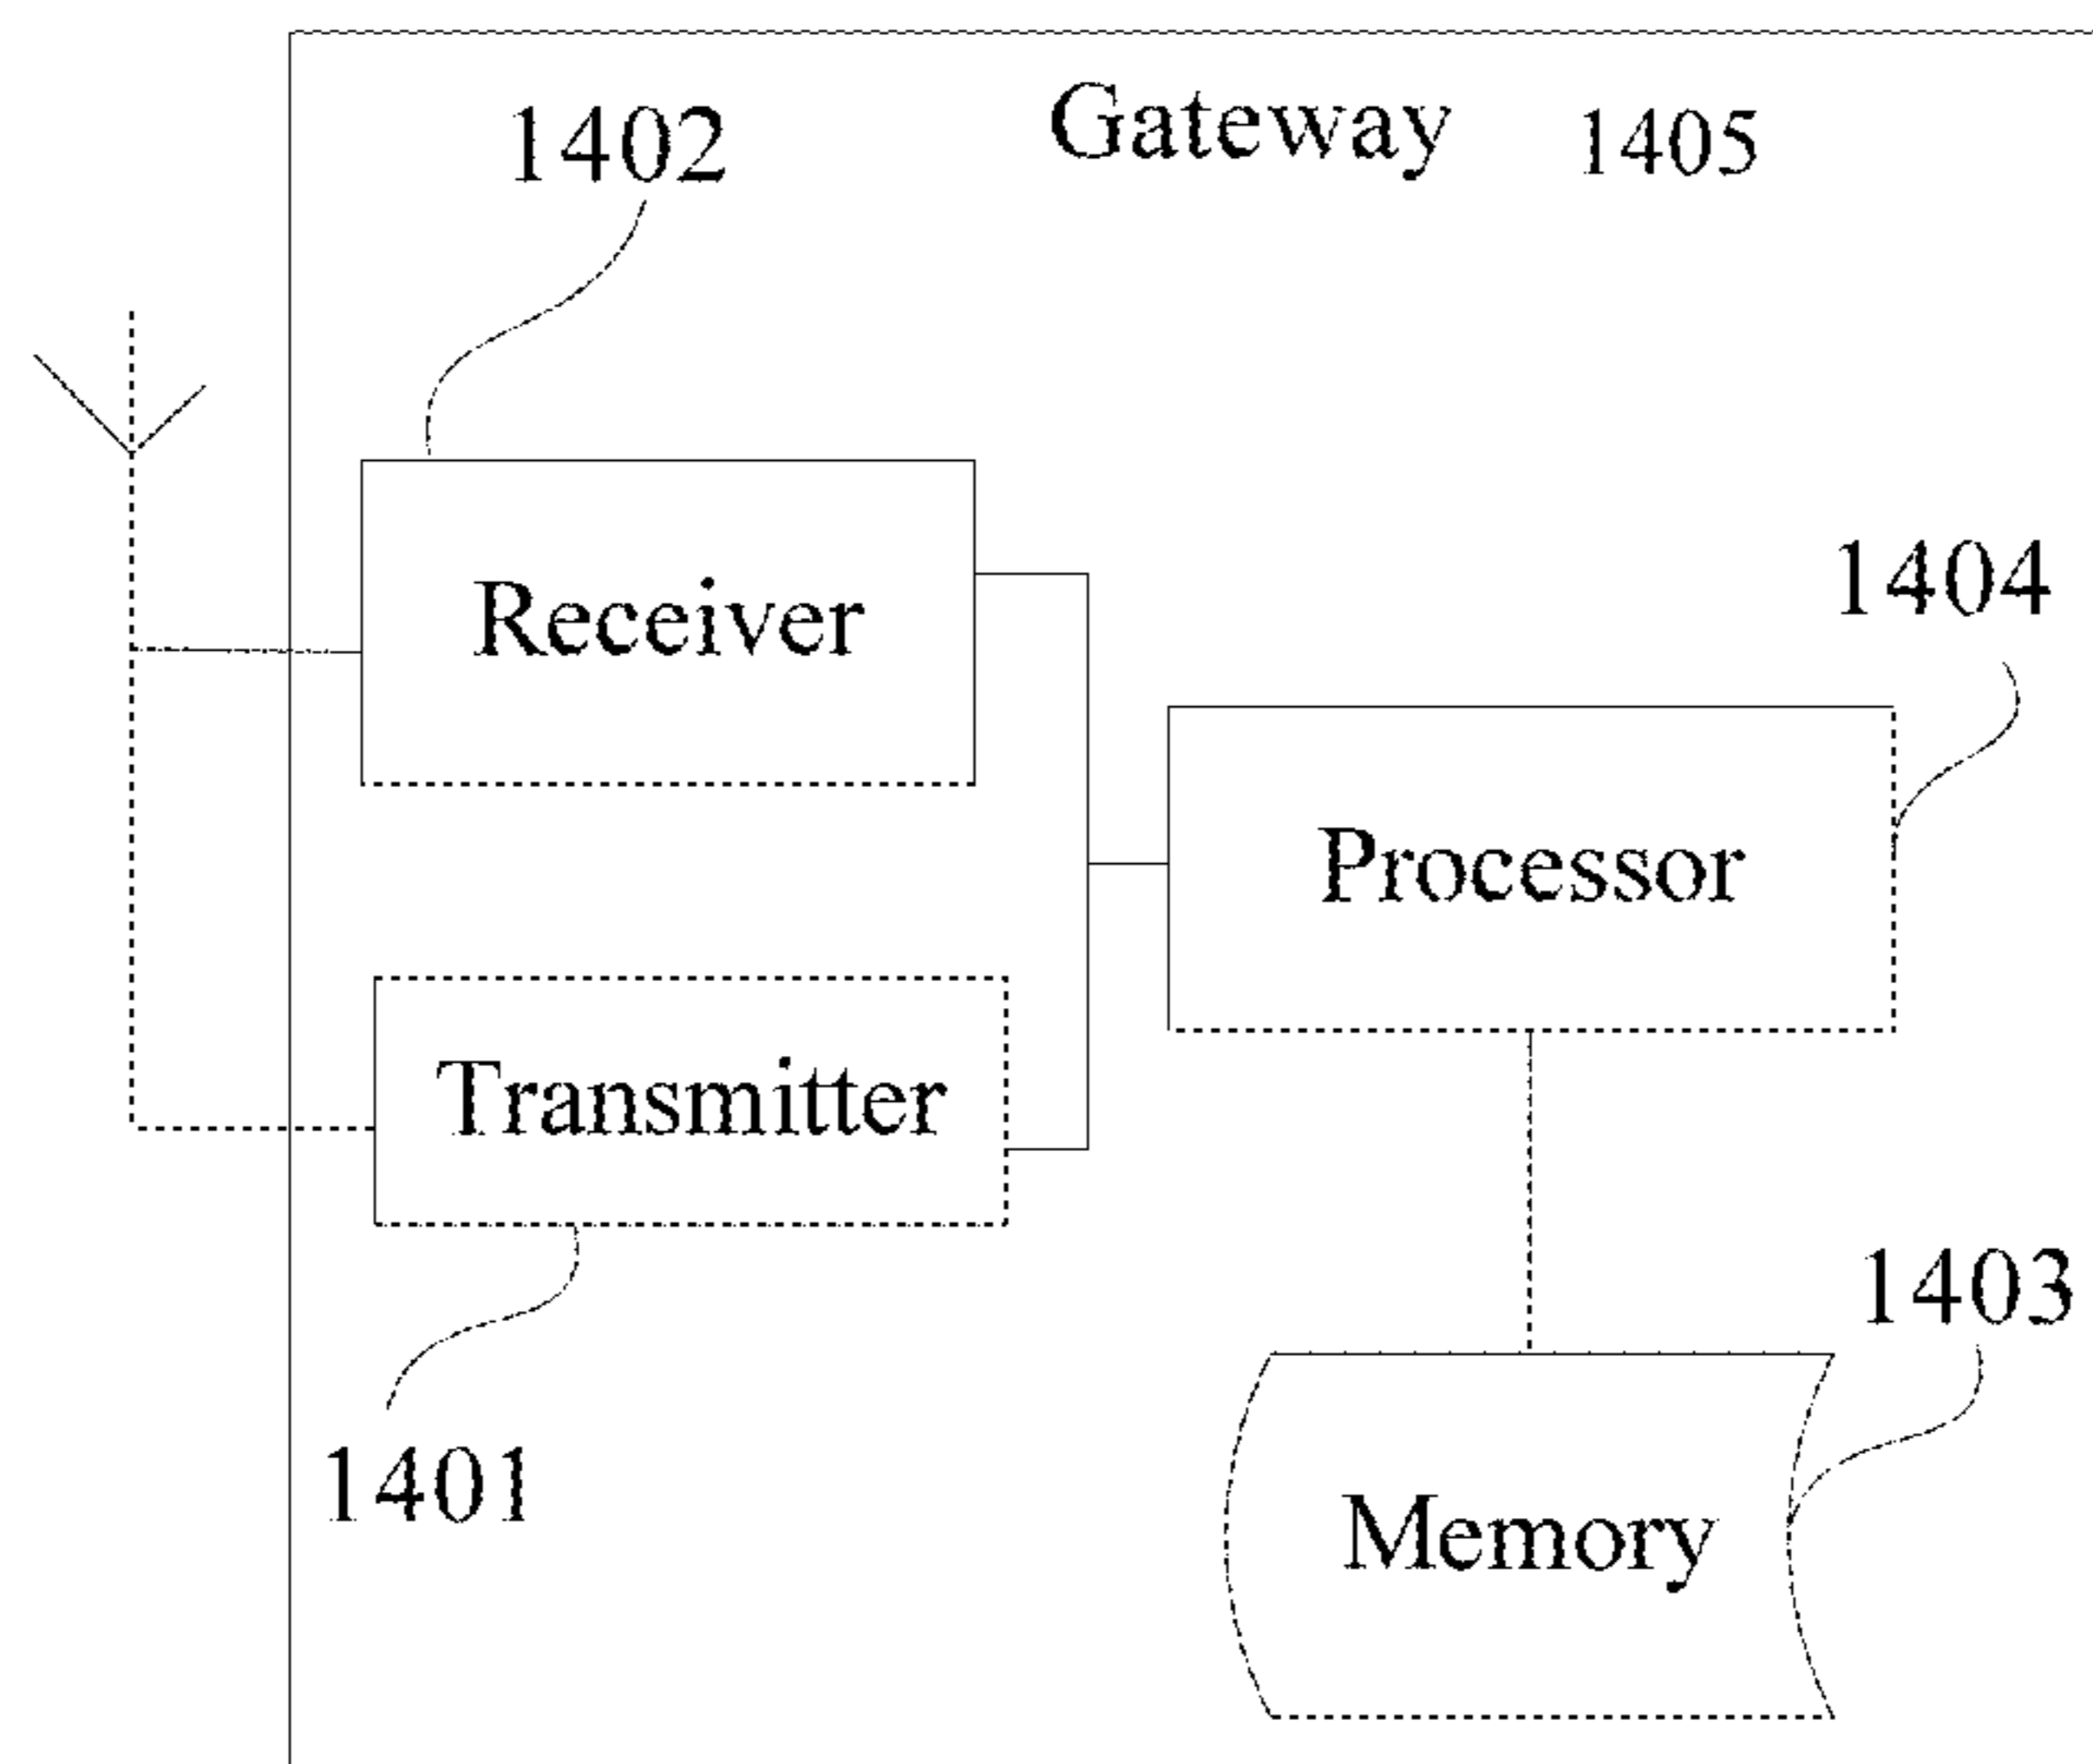 Gateway 1405
1402
Receiver
1404
Processor
Transmitter
1403
1401
Memory